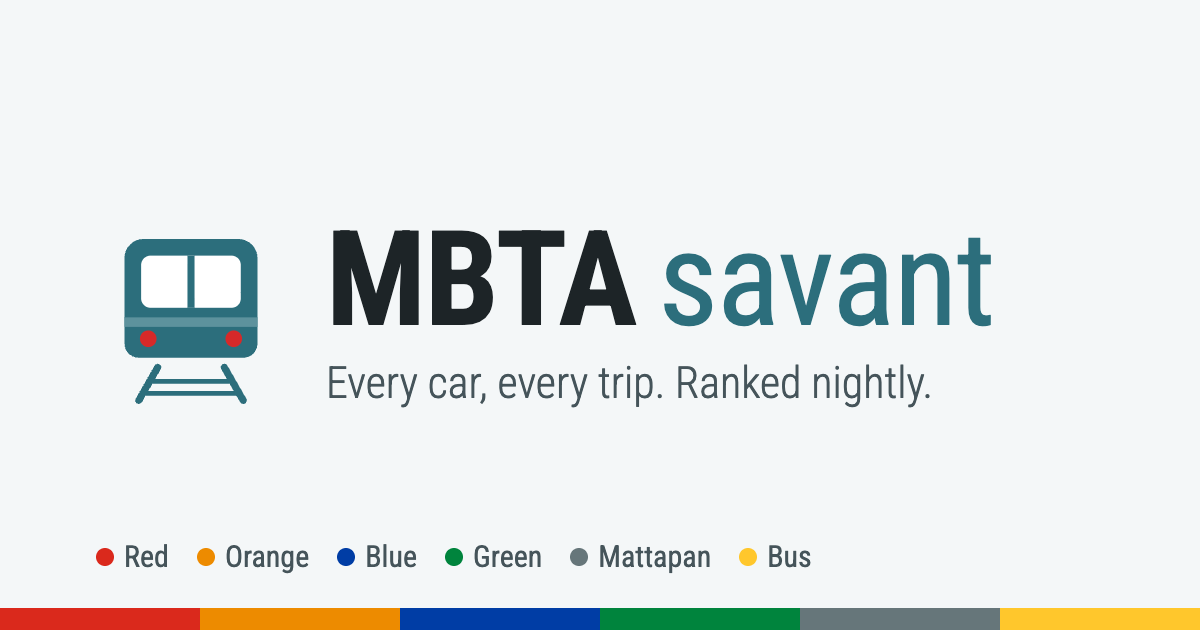 MBTA savant
Every car, every trip. Ranked nightly.
Red Orange Blue Green Mattapan Bus